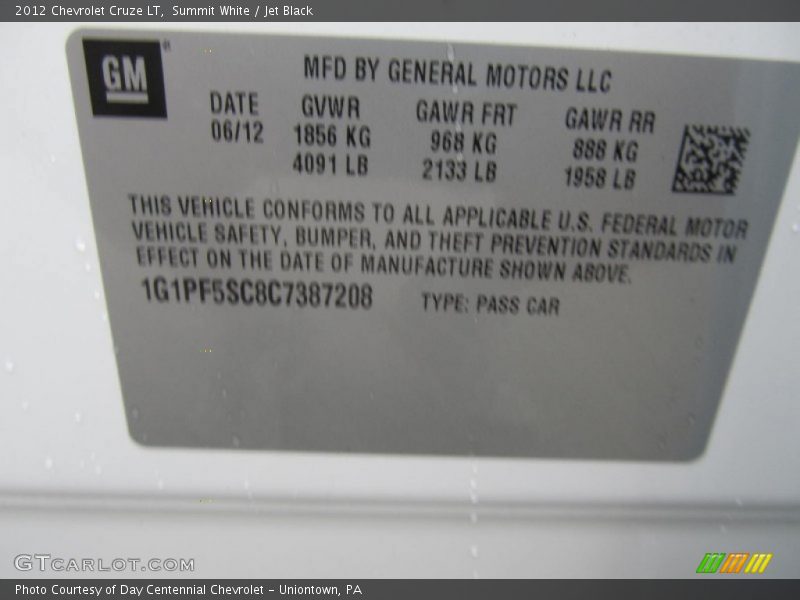 2012 Chevrolet Cruze LT, Summit White / Jet Black
GM
MFD BY GENERAL MOTORS LLC
DATE GVWR GAWR FRT GAWR RR
06/12 1856 KG 968 KG 888 KG
4091 LB 2133 LB 1958 LB
THIS VEHICLE CONFORMS TO ALL APPLICABLE U.S. FEDERAL MOTOR
VEHICLE SAFETY, BUMPER, AND THEFT PREVENTION STANDARDS IN
EFFECT ON THE DATE OF MANUFACTURE SHOWN ABOVE.
1G1PF5SC8C7387208 TYPE: PASS CAR
GTCARLOT.COM
Photo Courtesy of Day Centennial Chevrolet - Uniontown, PA